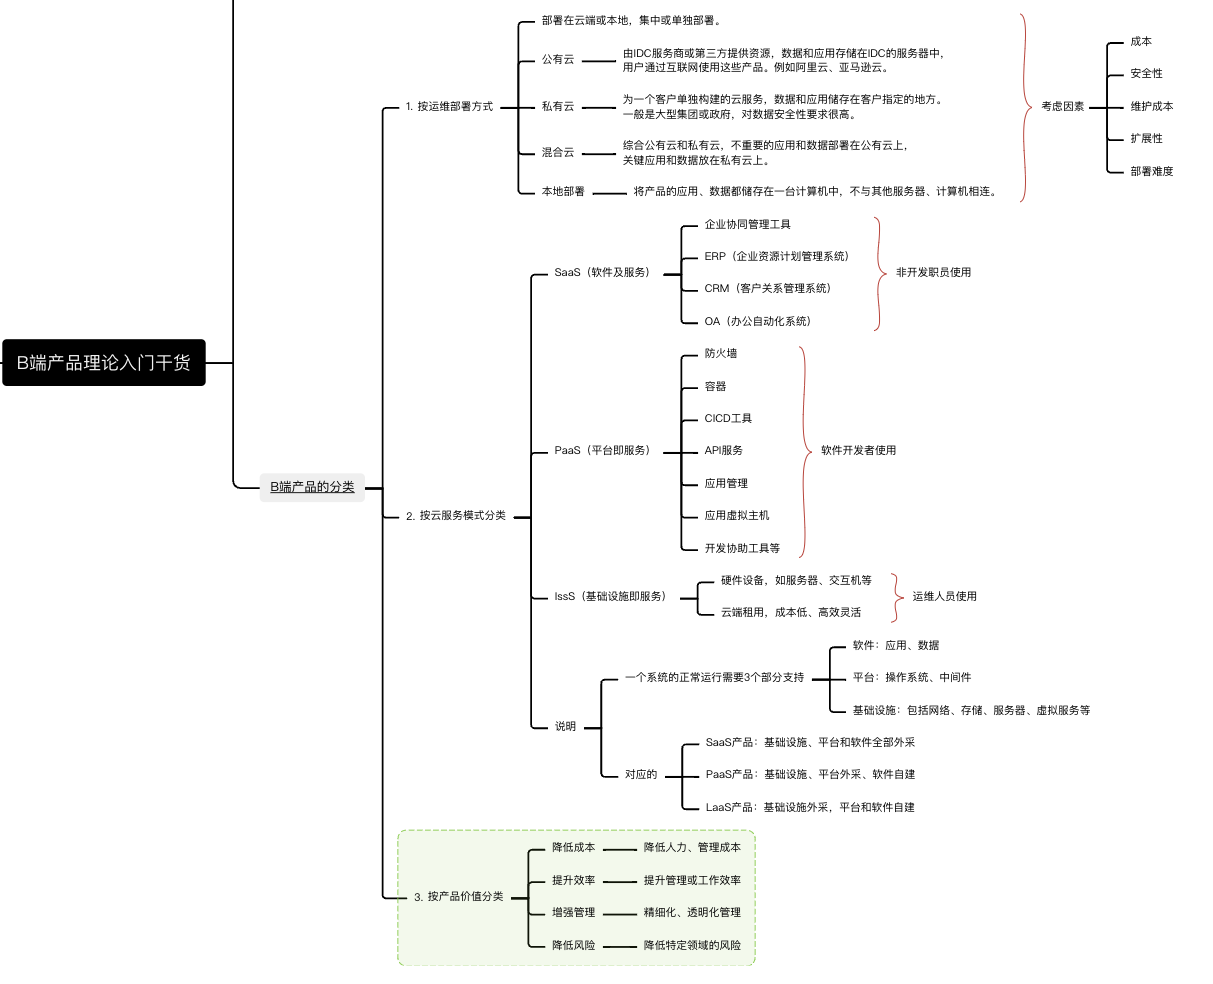 B端产品理论入门干货
B端产品的分类
1. 按运维部署方式
部署在云端或本地，集中或单独部署。
公有云
由IDC服务商或第三方提供资源，数据和应用存储在IDC的服务器中，
用户通过互联网使用这些产品。例如阿里云、亚马逊云。
私有云
为一个客户单独构建的云服务，数据和应用储存在客户指定的地方。
一般是大型集团或政府，对数据安全性要求很高。
混合云
综合公有云和私有云，不重要的应用和数据部署在公有云上，
关键应用和数据放在私有云上。
本地部署
将产品的应用、数据都储存在一台计算机中，不与其他服务器、计算机相连。
考虑因素
成本
安全性
维护成本
扩展性
部署难度
2. 按云服务模式分类
SaaS（软件及服务）
企业协同管理工具
ERP（企业资源计划管理系统）
CRM（客户关系管理系统）
OA（办公自动化系统）
非开发职员使用
PaaS（平台即服务）
防火墙
容器
CICD工具
API服务
应用管理
应用虚拟主机
开发协助工具等
软件开发者使用
IssS（基础设施即服务）
硬件设备，如服务器、交互机等
云端租用，成本低、高效灵活
运维人员使用
说明
一个系统的正常运行需要3个部分支持
软件：应用、数据
平台：操作系统、中间件
基础设施：包括网络、存储、服务器、虚拟服务等
对应的
SaaS产品：基础设施、平台和软件全部外采
PaaS产品：基础设施、平台外采、软件自建
LaaS产品：基础设施外采，平台和软件自建
3. 按产品价值分类
降低成本
降低人力、管理成本
提升效率
提升管理或工作效率
增强管理
精细化、透明化管理
降低风险
降低特定领域的风险